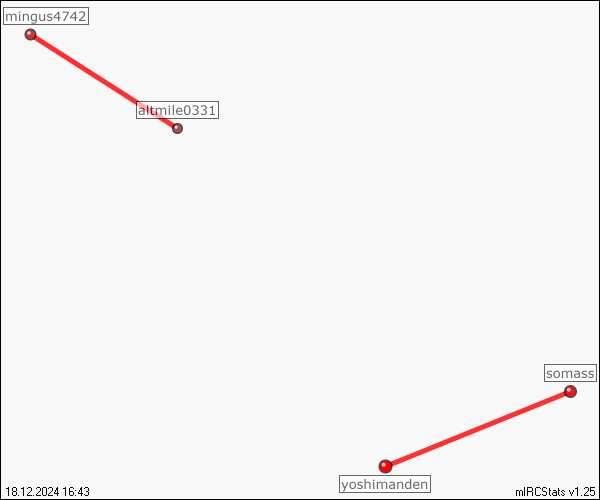 mingus4742
altmile0331
somass
yoshimanden
18.12.2024 16:43
mIRCStats v1.25